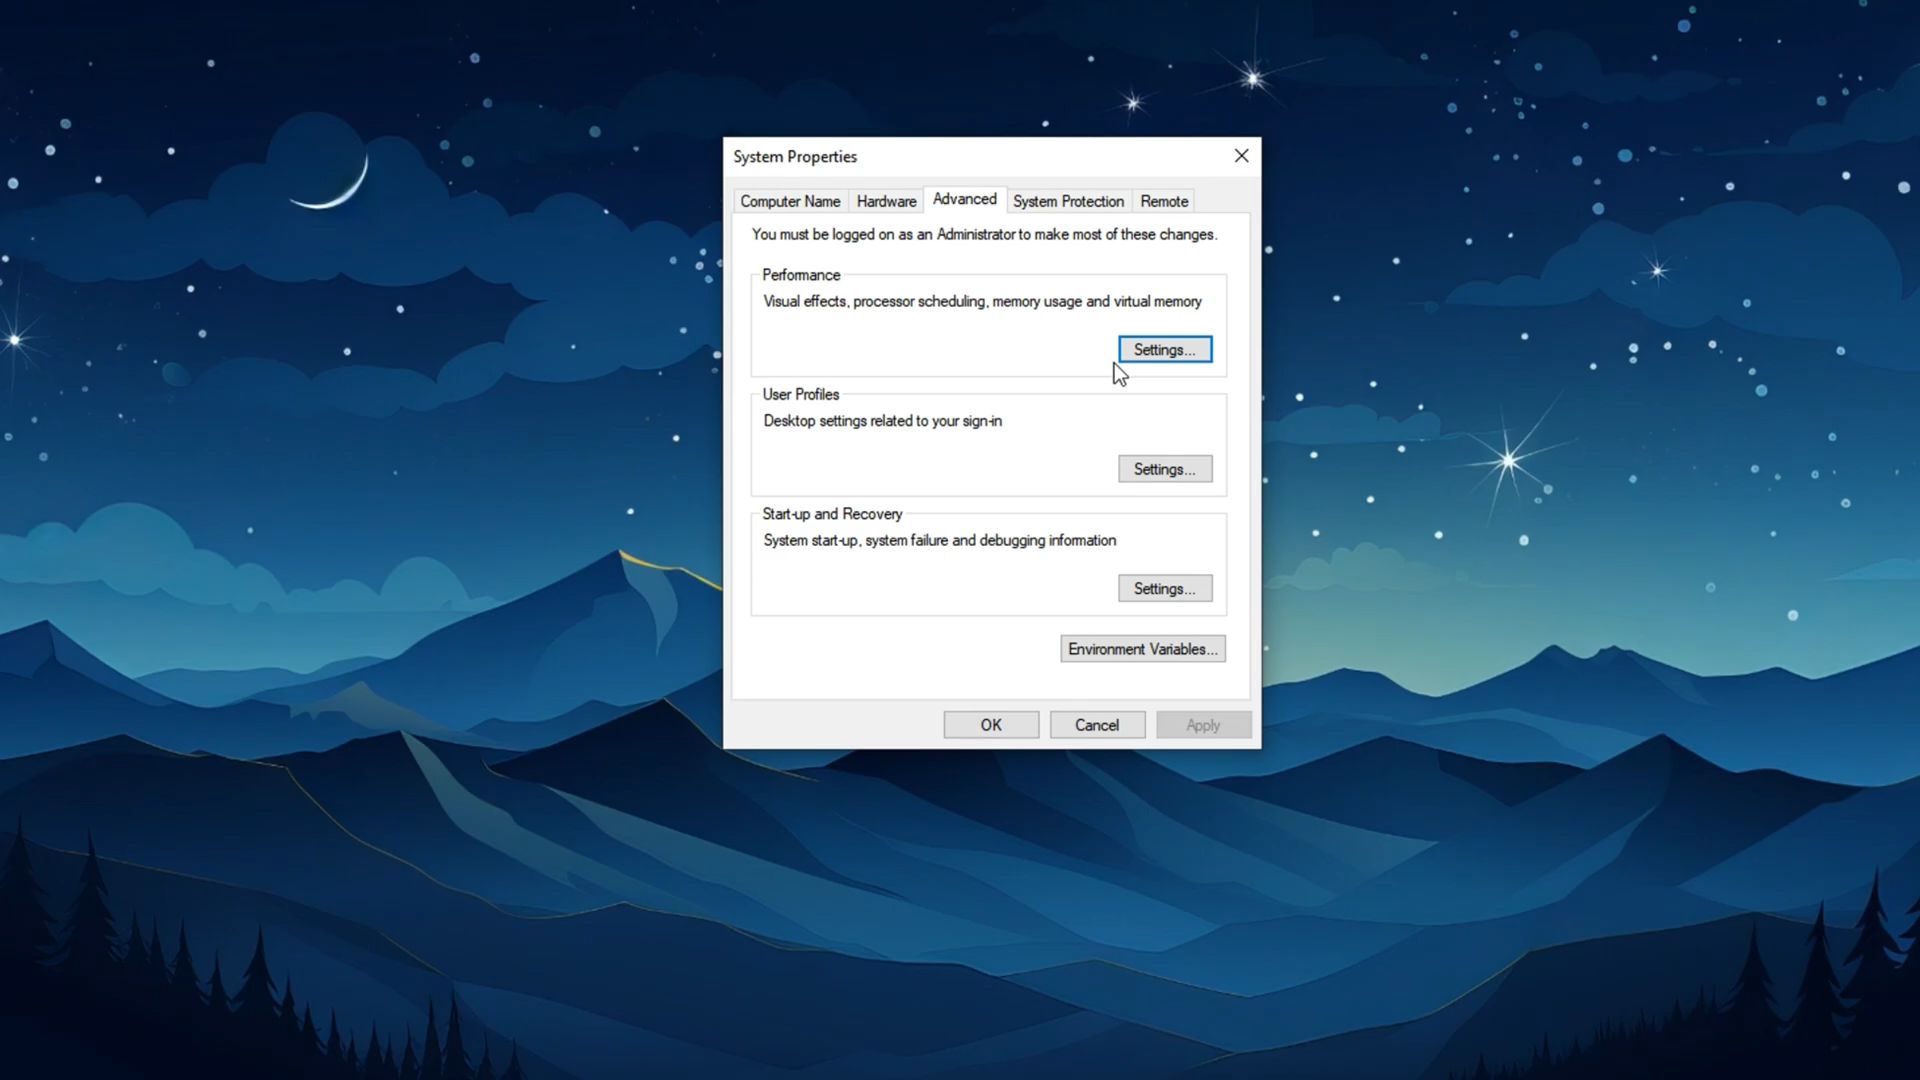 System Properties
Computer Name Hardware Advanced System Protection Remote
You must be logged on as an Administrator to make most of these changes.
Performance
Visual effects, processor scheduling, memory usage and virtual memory
Settings...
User Profiles
Desktop settings related to your sign-in
Settings...
Start-up and Recovery
System start-up, system failure and debugging information
Settings...
Environment Variables...
OK Cancel Apply